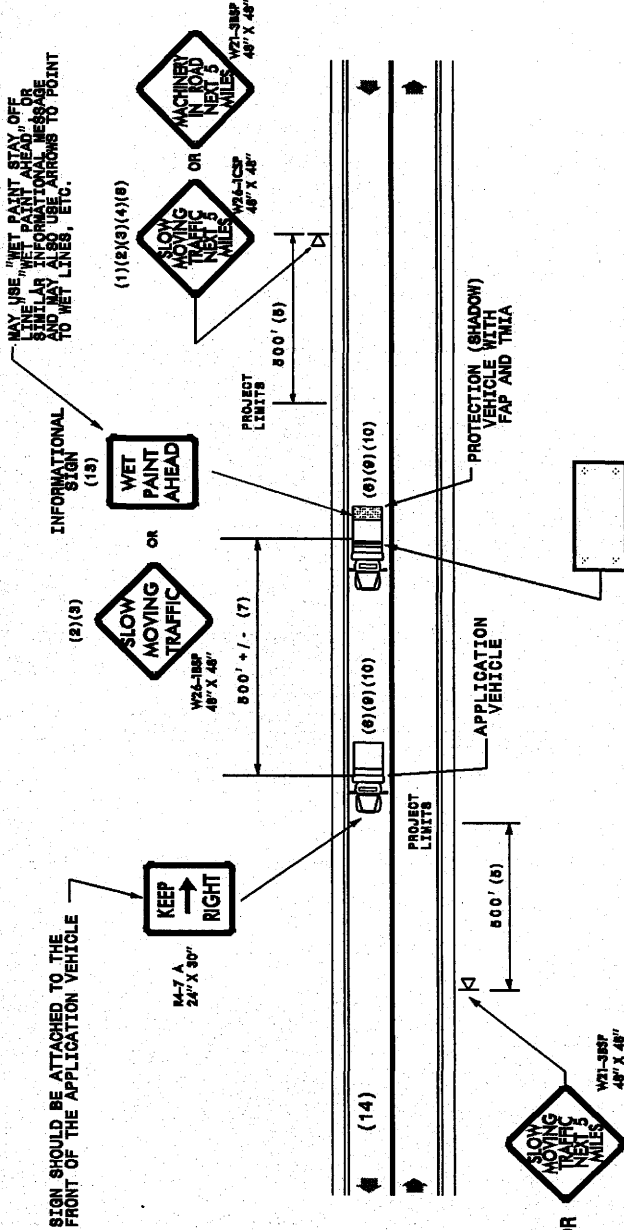 SIGN SHOULD BE ATTACHED TO THE
FRONT OF THE APPLICATION VEHICLE
KEEP
RIGHT
R4-7 A
24" X 30"
(2)(3)
SLOW
MOVING
TRAFFIC
W26-1BSP
48" X 48"
OR
INFORMATIONAL
SIGN
(13)
WET
PAINT
AHEAD
MAY USE "WET PAINT STAY OFF
LINE" "WET PAINT AHEAD", OR
SIMILAR INFORMATIONAL MESSAGE
AND MAY ALSO USE ARROWS TO POINT
TO WET LINES, ETC.
(1)(2)(3)(4)(6)
SLOW
MOVING
TRAFFIC
NEXT 5
MILES
W26-1CSP
48" X 48"
OR
MACHINERY
IN ROAD
NEXT 5
MILES
W21-3BSP
48" X 48"
500' +/- (7)
500' (5)
PROJECT
LIMITS
(6)(9)(10)
(6)(9)(10)
(14)
PROJECT
LIMITS
500' (5)
APPLICATION
VEHICLE
PROTECTION (SHADOW)
VEHICLE WITH
FAP AND TMIA
OR
SLOW
MOVING
TRAFFIC
NEXT 5
MILES
W21-3BSP
48" X 48"